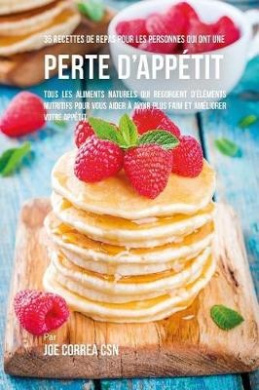 36 RECETTES DE REPAS POUR LES PERSONNES QUI ONT UNE
PERTE D'APPÉTIT
TOUS LES ALIMENTS NATURELS QUI REGORGENT D'ÉLÉMENTS
NUTRITIFS POUR VOUS AIDER À AVOIR PLUS FAIM ET AMÉLIORER
VOTRE APPÉTIT
Par
JOE CORREA CSN